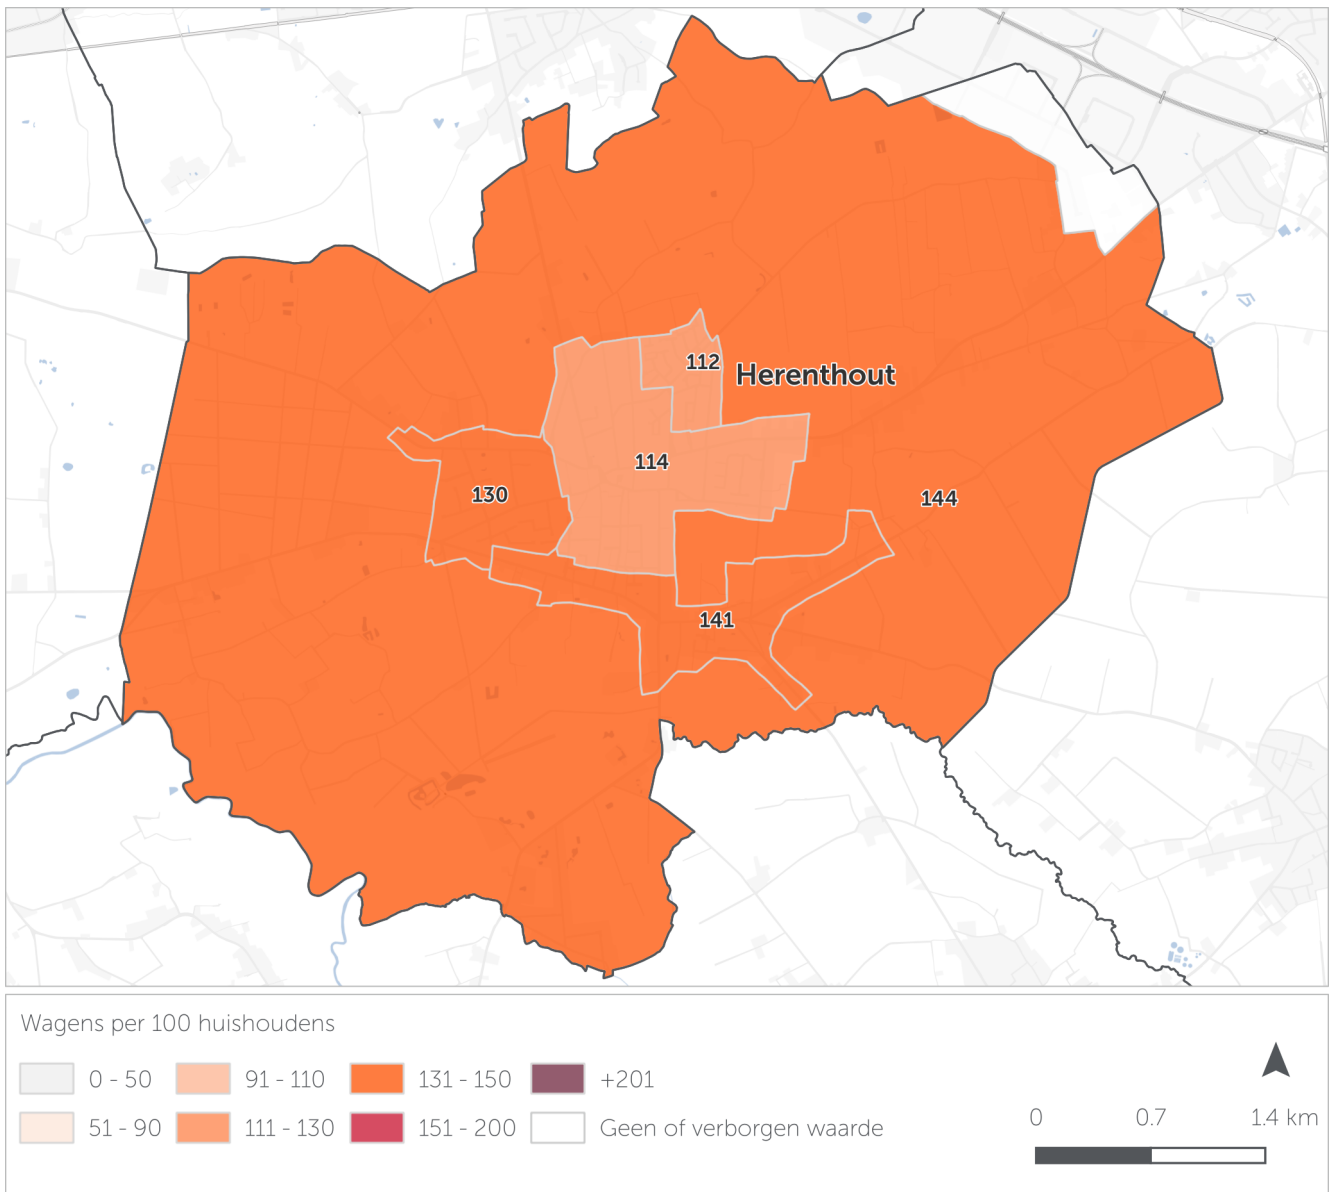 112
Herenthout
114
130
144
141
Wagens per 100 huishoudens
0 - 50
91 - 110
131 - 150
+201
51 - 90
111 - 130
151 - 200
Geen of verborgen waarde
0 0.7 1.4 km